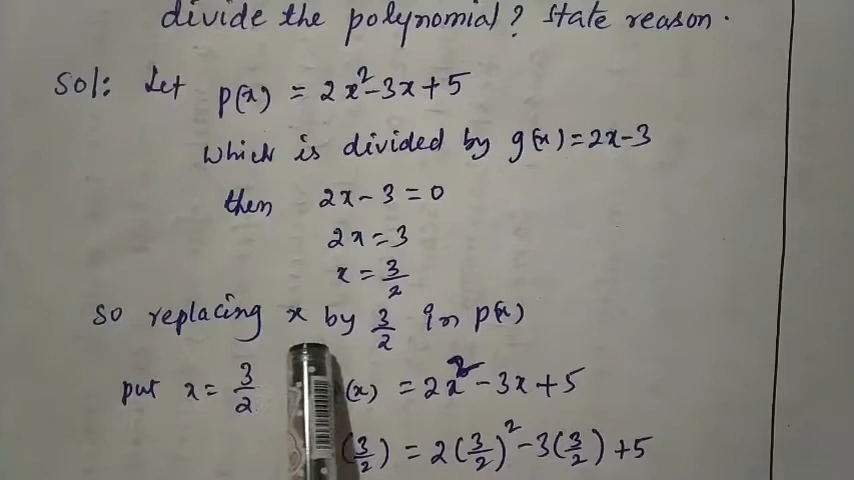 divide the polynomial? state reason.
Sol: Let p(x) = 2x²-3x+5
Which is divided by g(x)=2x-3
then 2x-3=0
2x=3
x=3/2
so replacing x by 3/2 in p(x)
put x=3/2 (x) = 2x²-3x+5
(3/2) = 2(3/2)²-3(3/2)+5